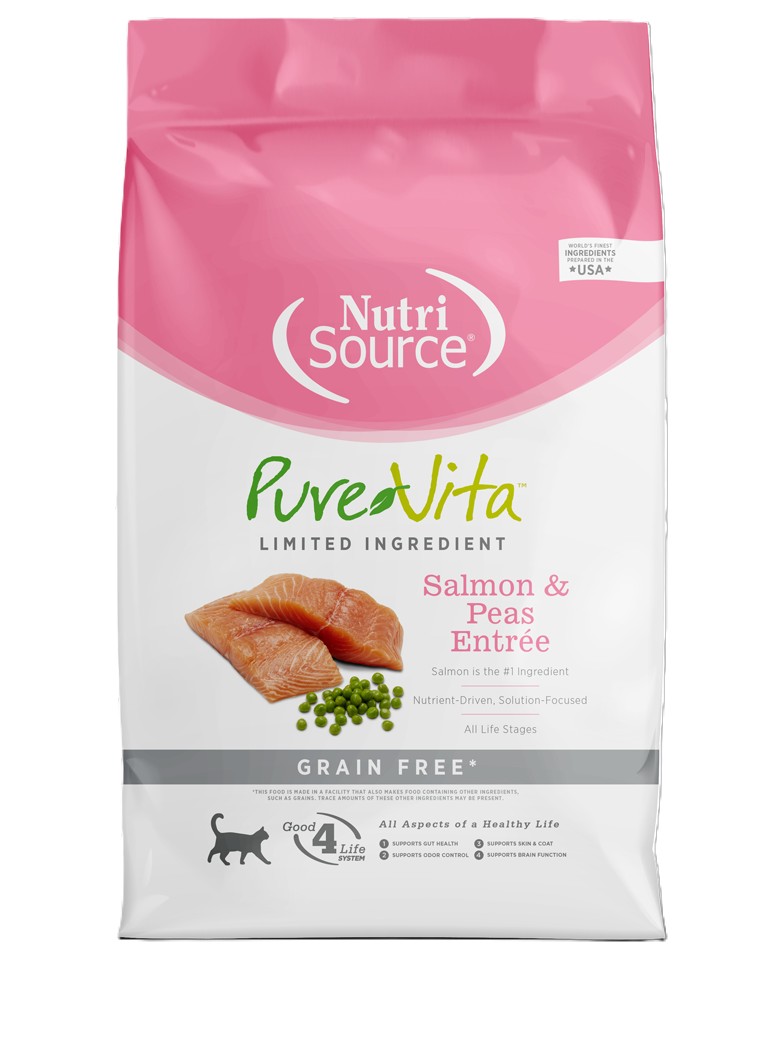 WORLD'S FINEST
INGREDIENTS
PREPARED IN THE
★USA★
Nutri
Source®
PureVita™
LIMITED INGREDIENT
Salmon &
Peas
Entrée
Salmon is the #1 Ingredient
Nutrient-Driven, Solution-Focused
All Life Stages
GRAIN FREE*
*THIS FOOD IS MADE IN A FACILITY THAT ALSO MAKES FOOD CONTAINING OTHER INGREDIENTS,
SUCH AS GRAINS. TRACE AMOUNTS OF THESE OTHER INGREDIENTS MAY BE PRESENT.
Good 4 Life
SYSTEM
All Aspects of a Healthy Life
1 SUPPORTS GUT HEALTH
2 SUPPORTS ODOR CONTROL
3 SUPPORTS SKIN & COAT
4 SUPPORTS BRAIN FUNCTION